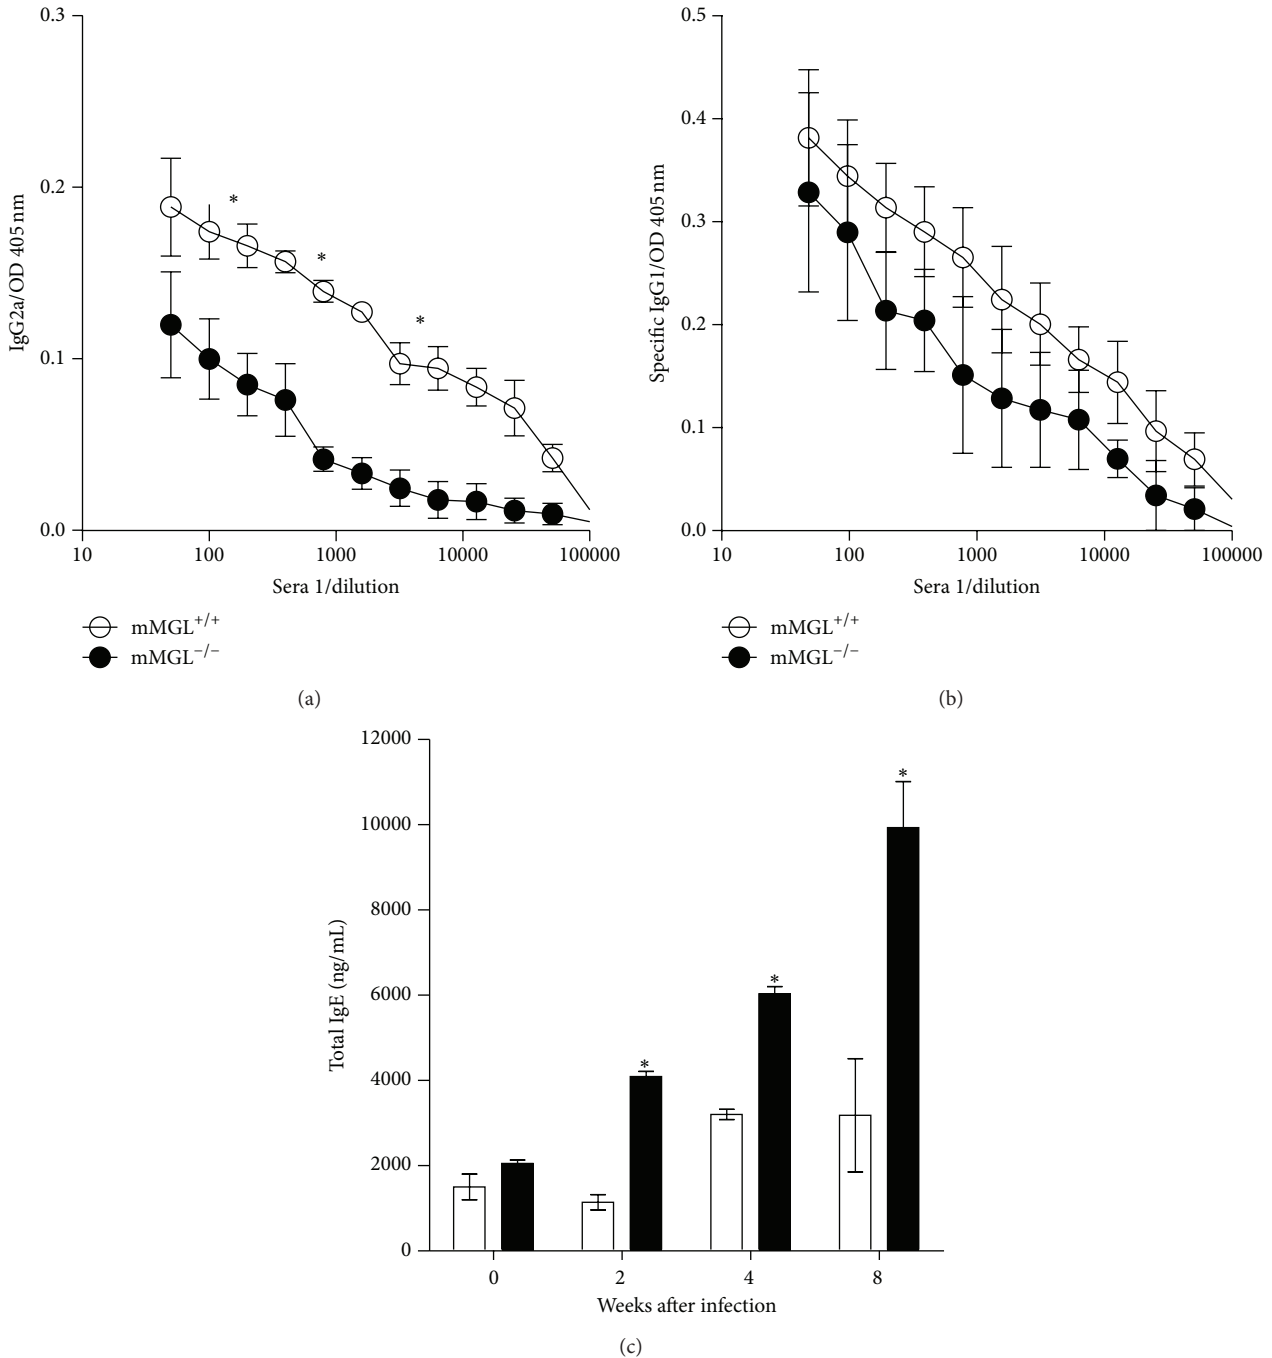 0.3
0.2
0.1
0.0
IgG2a/OD 405 nm
*
*
*
10
100
1000
10000
100000
Sera 1/dilution
mMGL+/+
mMGL−/−
(a)
0.5
0.4
0.3
0.2
0.1
0.0
Specific IgG1/OD 405 nm
10
100
1000
10000
100000
Sera 1/dilution
mMGL+/+
mMGL−/−
(b)
12000
10000
8000
6000
4000
2000
0
Total IgE (ng/mL)
*
*
*
0
2
4
8
Weeks after infection
(c)